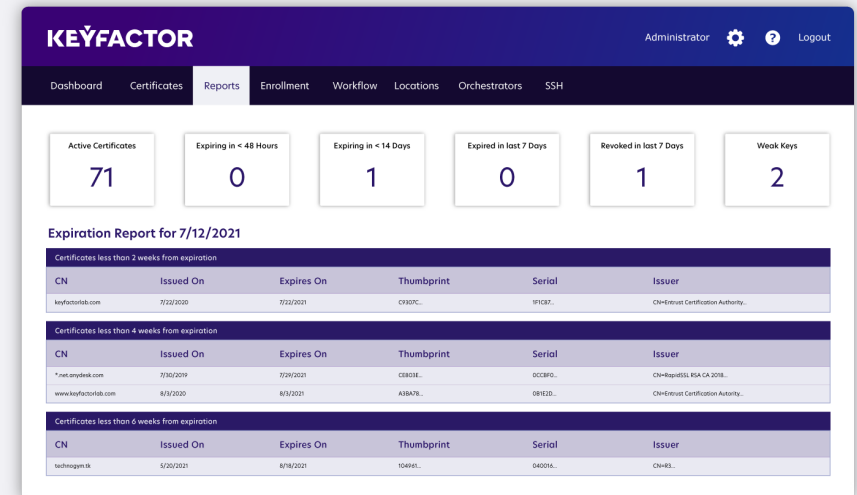 KEYFACTOR
Administrator ? Logout
Dashboard Certificates Reports Enrollment Workflow Locations Orchestrators SSH
Active Certificates Expiring in < 48 Hours Expiring in < 14 Days Expired in last 7 Days Revoked in last 7 Days Weak Keys
71 0 1 0 1 2
Expiration Report for 7/12/2021
Certificates less than 2 weeks from expiration
CN Issued On Expires On Thumbprint Serial Issuer
keyfactorlab.com 7/22/2020 7/22/2021 C9307C... 1F1C87... CN=Entrust Certification Authority...
Certificates less than 4 weeks from expiration
CN Issued On Expires On Thumbprint Serial Issuer
*.net.anydesk.com 7/30/2019 7/29/2021 CE803E... 0CCBF0... CN=RapidSSL RSA CA 2018...
www.keyfactorlab.com 8/3/2020 8/3/2021 A3BA78... 0B1E2D... CN=Entrust Certification Autority...
Certificates less than 6 weeks from expiration
CN Issued On Expires On Thumbprint Serial Issuer
technogym.tk 5/20/2021 8/18/2021 104961... 040016... CN=R3...